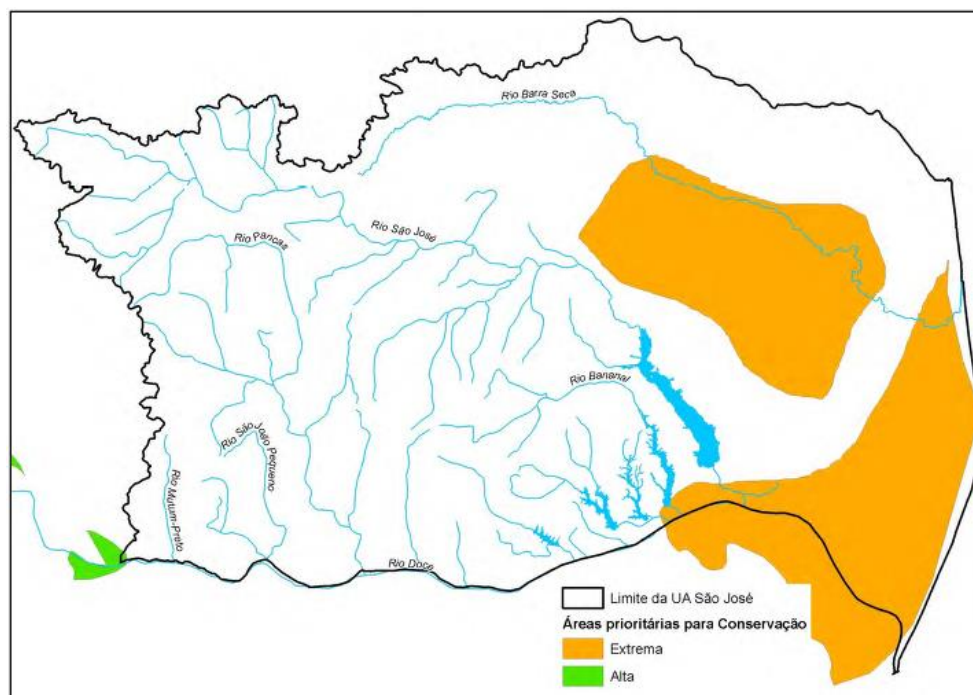 Rio Barra Seca
Rio São José
Rio Pancas
Rio Bananal
Rio São João Pequeno
Rio Mutum-Preto
Rio Doce
Limite da UA São José
Áreas prioritárias para Conservação
Extrema
Alta